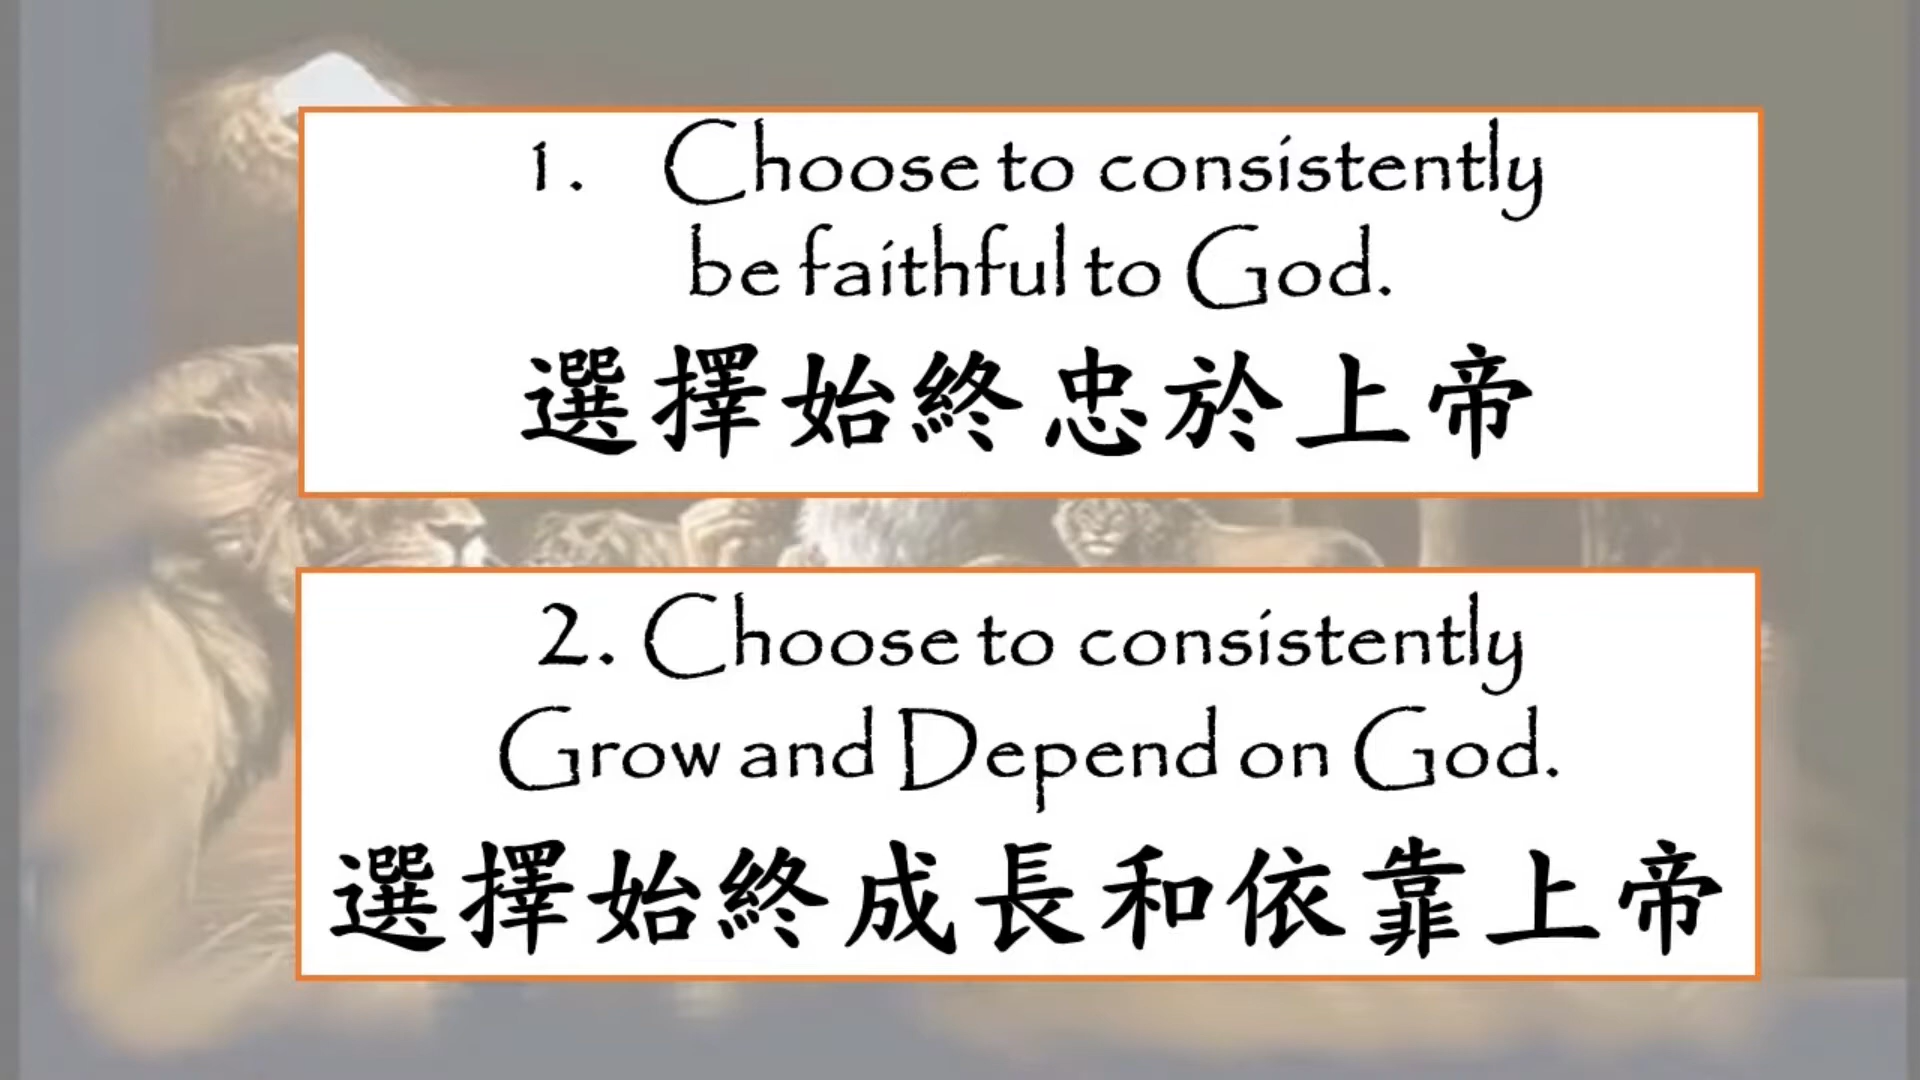 1. Choose to consistently
be faithful to God.
選擇始終忠於上帝
2. Choose to consistently
Grow and Depend on God.
選擇始終成長和依靠上帝